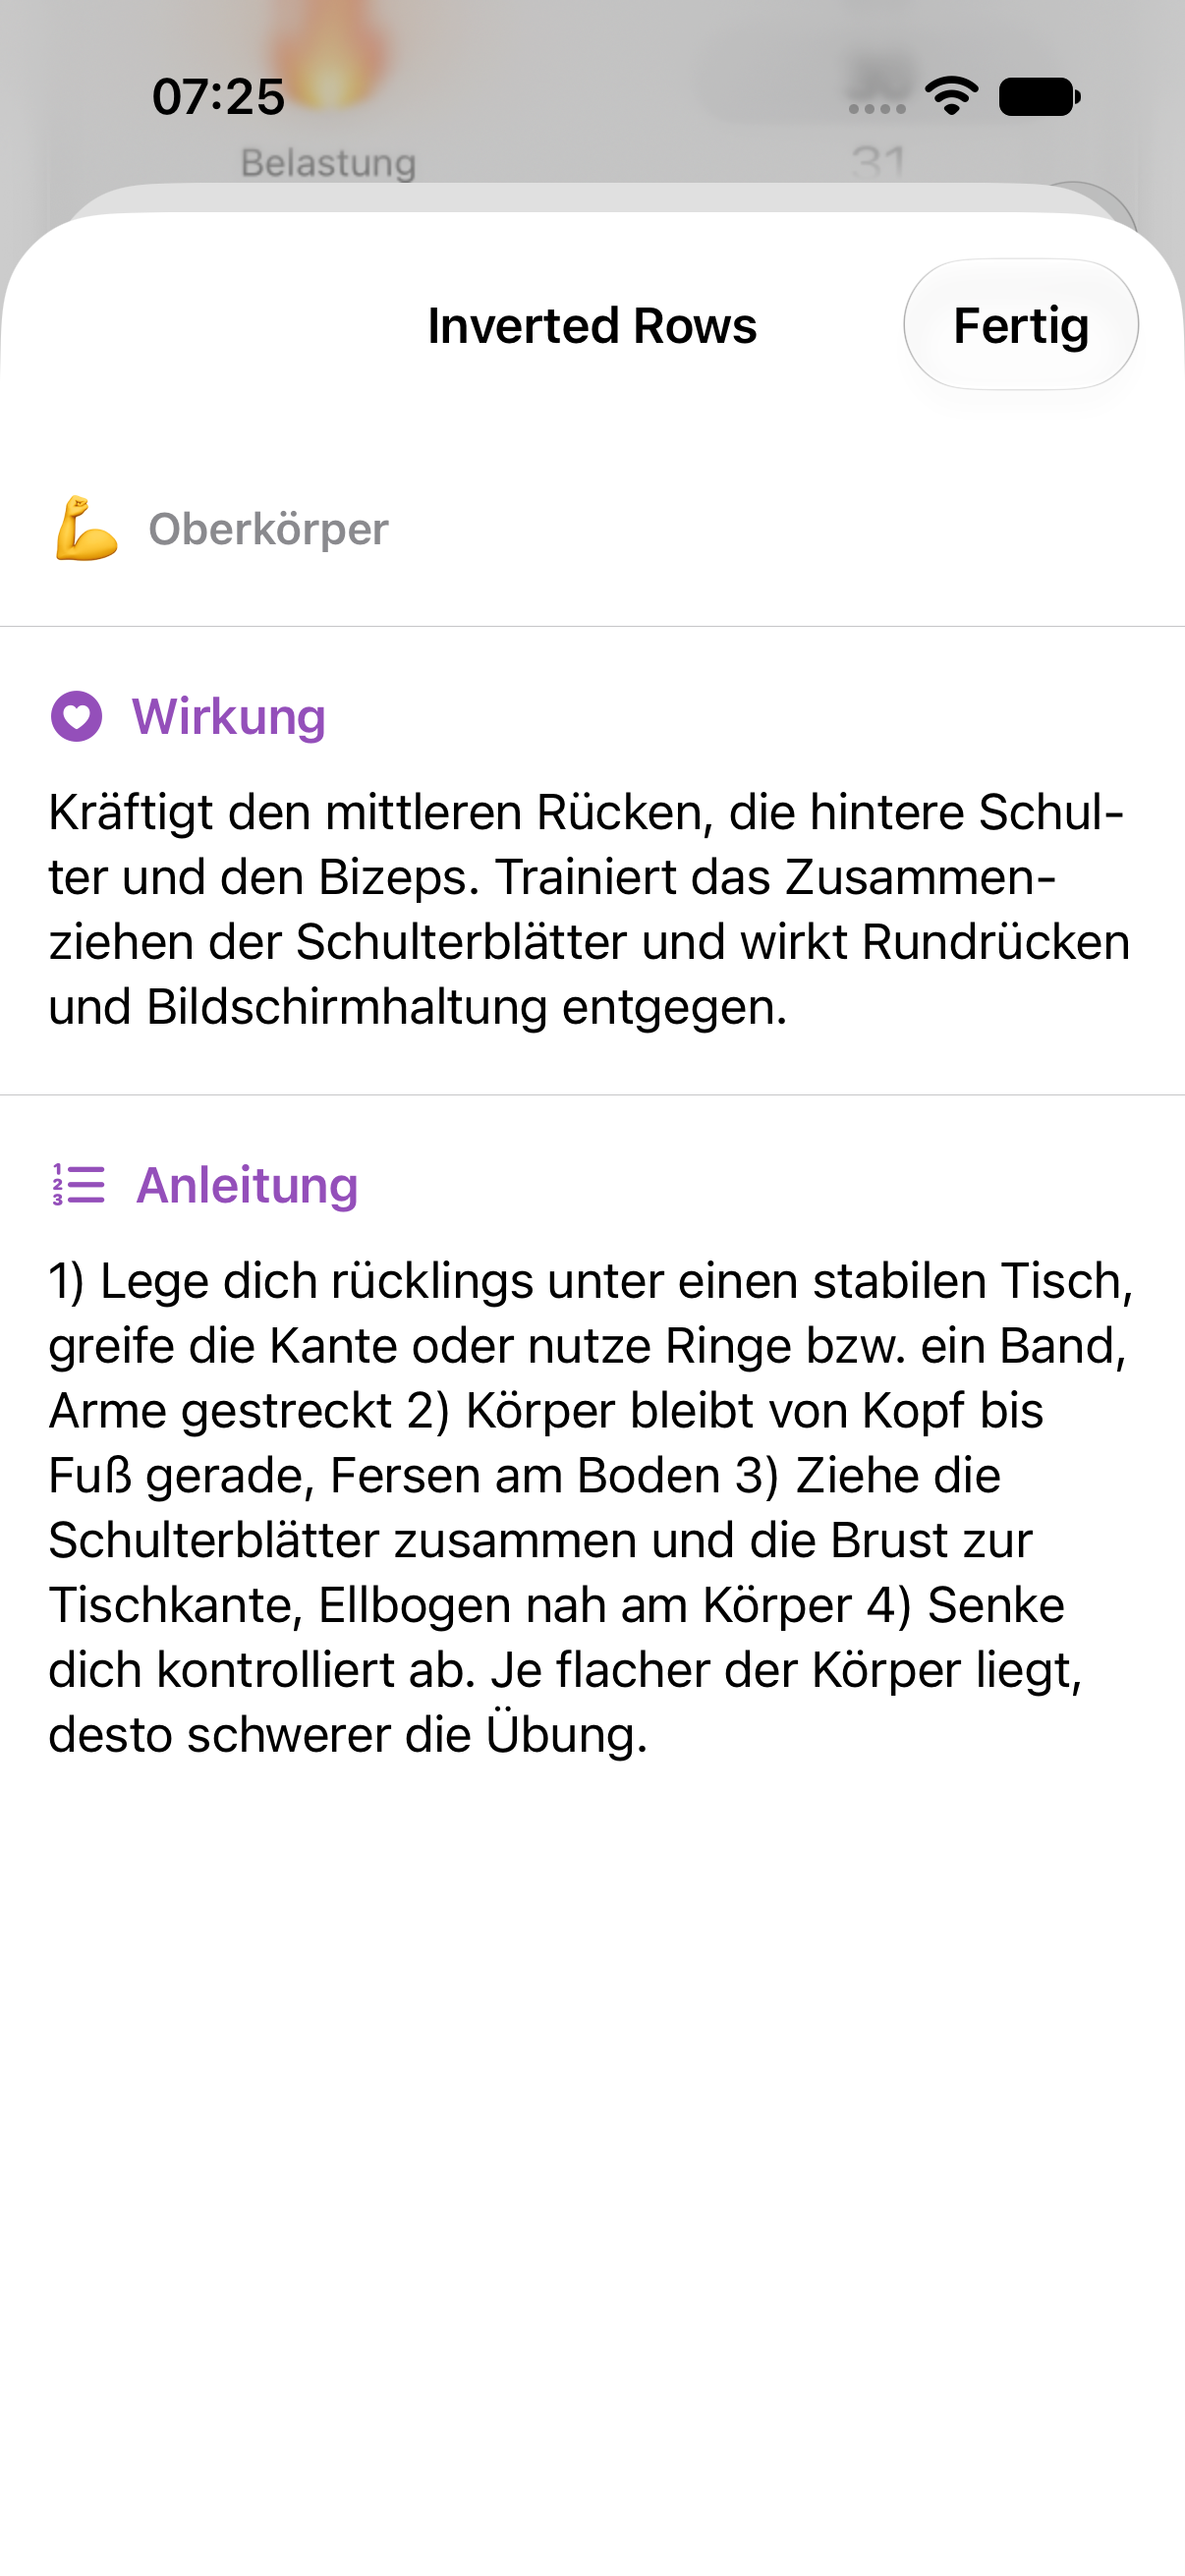 07:25
Belastung
31
Inverted Rows
Fertig
Oberkörper
Wirkung
Kräftigt den mittleren Rücken, die hintere Schul-
ter und den Bizeps. Trainiert das Zusammen-
ziehen der Schulterblätter und wirkt Rundrücken
und Bildschirmhaltung entgegen.
1
2
3
Anleitung
1) Lege dich rücklings unter einen stabilen Tisch,
greife die Kante oder nutze Ringe bzw. ein Band,
Arme gestreckt 2) Körper bleibt von Kopf bis
Fuß gerade, Fersen am Boden 3) Ziehe die
Schulterblätter zusammen und die Brust zur
Tischkante, Ellbogen nah am Körper 4) Senke
dich kontrolliert ab. Je flacher der Körper liegt,
desto schwerer die Übung.